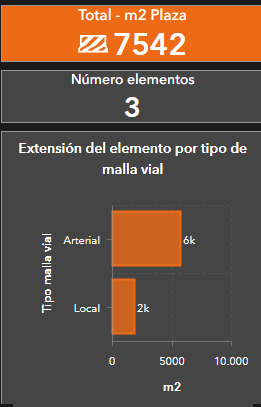 Total - m2 Plaza
7542
Número elementos
3
Extensión del elemento por tipo de
malla vial
Tipo malla vial
Arterial
6k
Local
2k
0
5000
10.000
m2